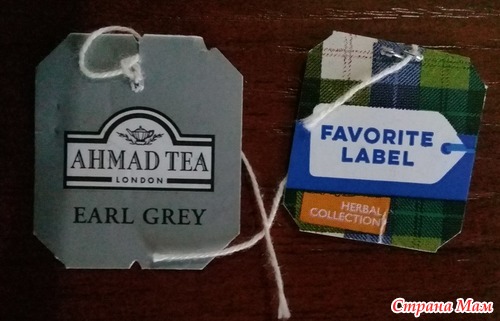 AHMAD TEA
LONDON
EARL GREY
FAVORITE
LABEL
HERBAL
COLLECTION
Страна Мам